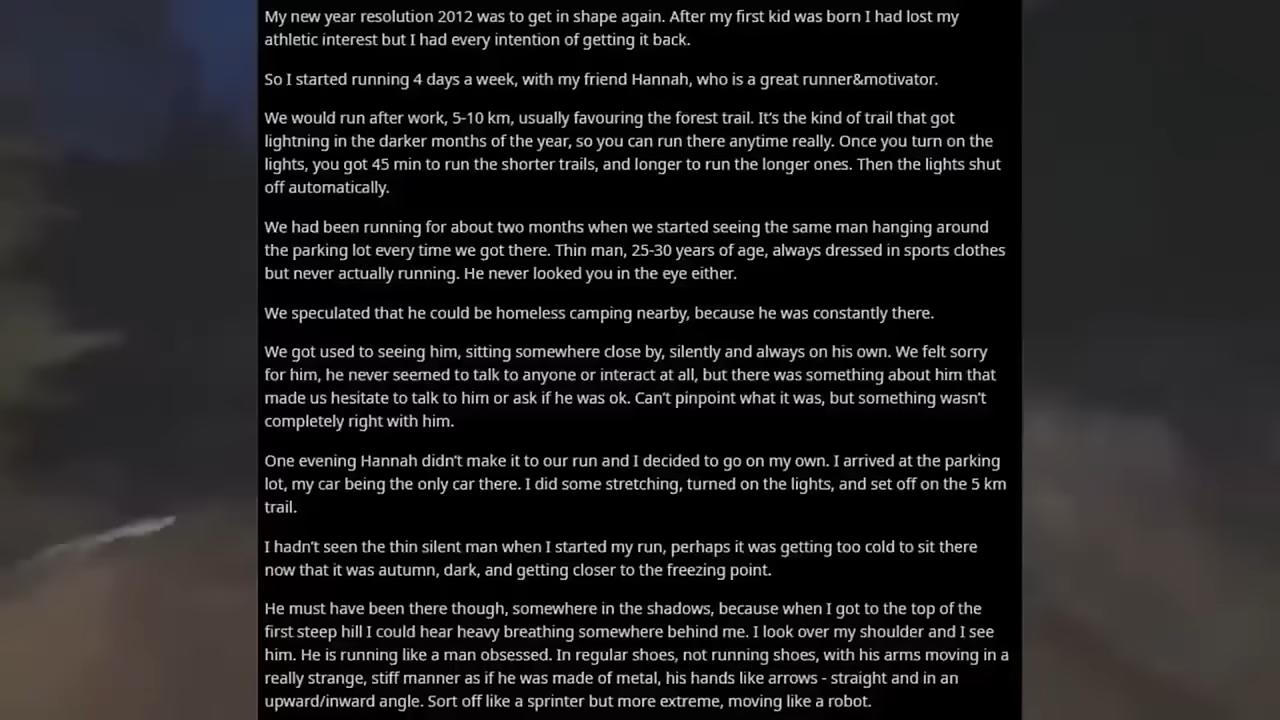 My new year resolution 2012 was to get in shape again. After my first kid was born I had lost my
athletic interest but I had every intention of getting it back.
So I started running 4 days a week, with my friend Hannah, who is a great runner&motivator.
We would run after work, 5-10 km, usually favouring the forest trail. It's the kind of trail that got
lightning in the darker months of the year, so you can run there anytime really. Once you turn on the
lights, you got 45 min to run the shorter trails, and longer to run the longer ones. Then the lights shut
off automatically.
We had been running for about two months when we started seeing the same man hanging around
the parking lot every time we got there. Thin man, 25-30 years of age, always dressed in sports clothes
but never actually running. He never looked you in the eye either.
We speculated that he could be homeless camping nearby, because he was constantly there.
We got used to seeing him, sitting somewhere close by, silently and always on his own. We felt sorry
for him, he never seemed to talk to anyone or interact at all, but there was something about him that
made us hesitate to talk to him or ask if he was ok. Can't pinpoint what it was, but something wasn't
completely right with him.
One evening Hannah didn't make it to our run and I decided to go on my own. I arrived at the parking
lot, my car being the only car there. I did some stretching, turned on the lights, and set off on the 5 km
trail.
I hadn't seen the thin silent man when I started my run, perhaps it was getting too cold to sit there
now that it was autumn, dark, and getting closer to the freezing point.
He must have been there though, somewhere in the shadows, because when I got to the top of the
first steep hill I could hear heavy breathing somewhere behind me. I look over my shoulder and I see
him. He is running like a man obsessed. In regular shoes, not running shoes, with his arms moving in a
really strange, stiff manner as if he was made of metal, his hands like arrows - straight and in an
upward/inward angle. Sort off like a sprinter but more extreme, moving like a robot.